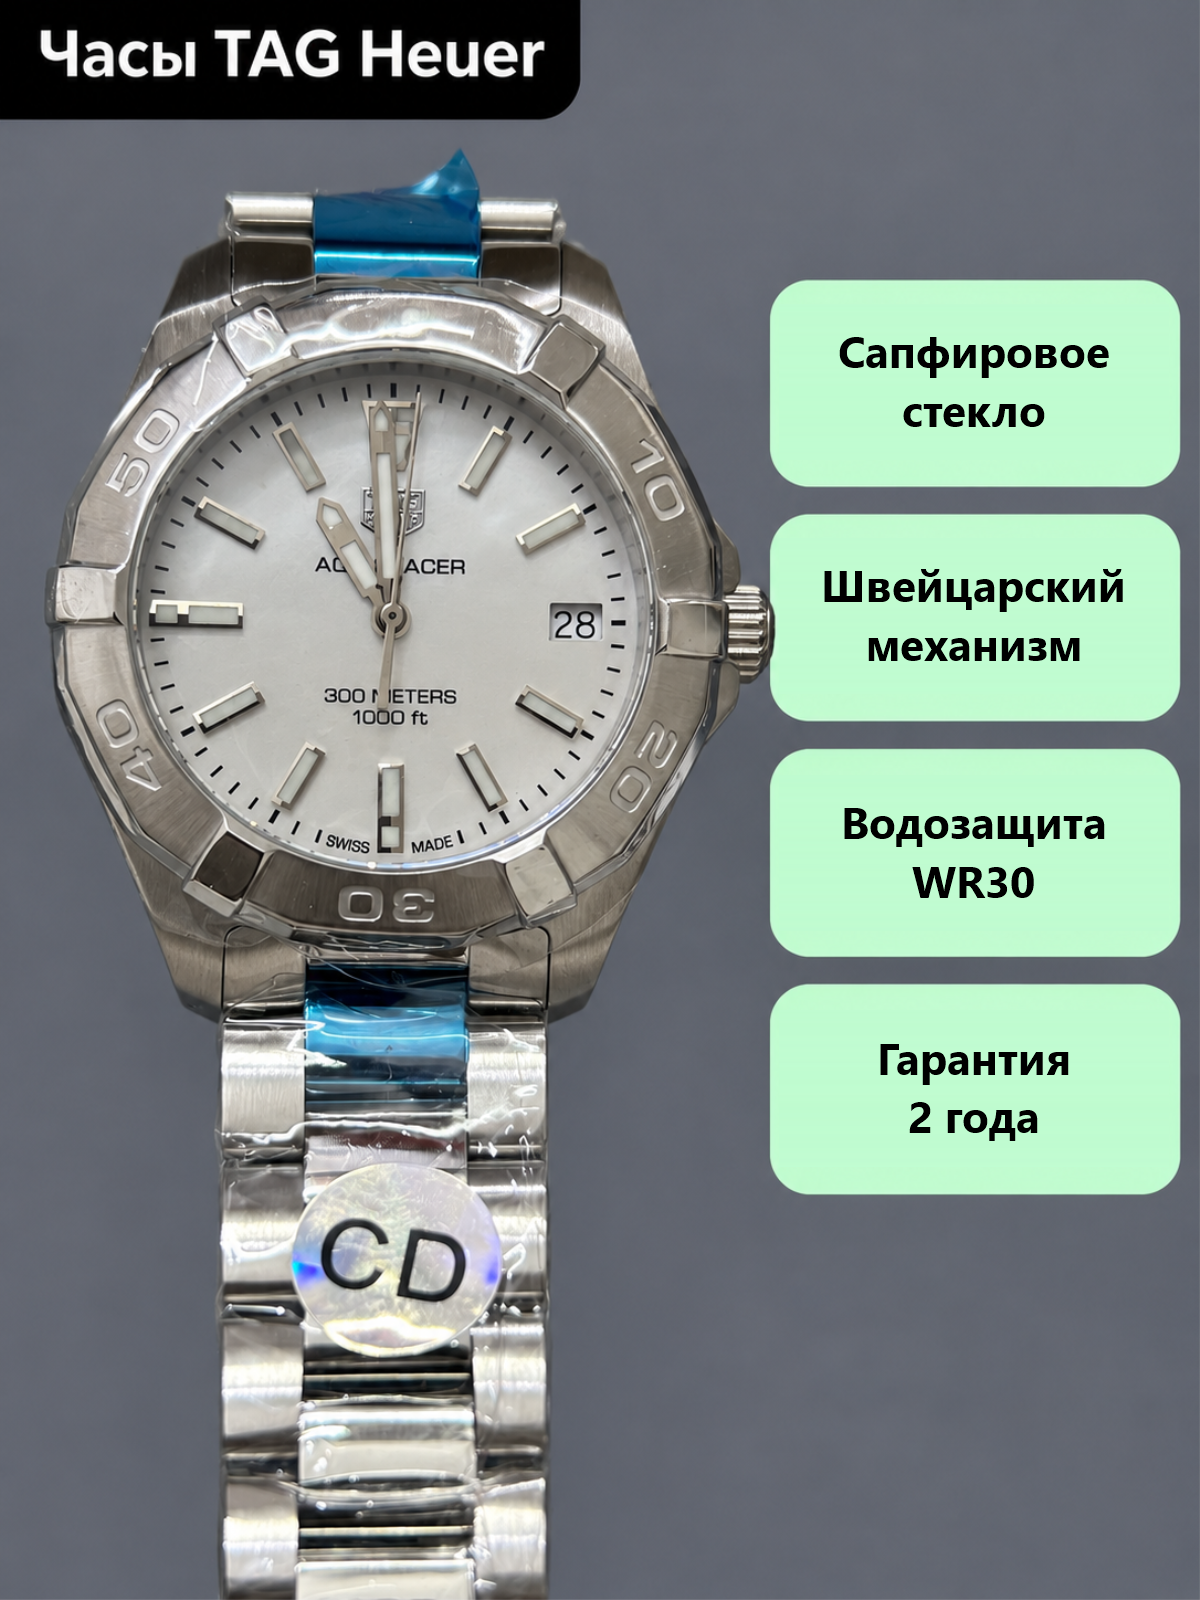 Часы TAG Heuer
Сапфировое
стекло
Швейцарский
механизм
Водозащита
WR30
Гарантия
2 года
50
10
40
20
30
28
300 METERS
1000 ft
SWISS MADE
CD